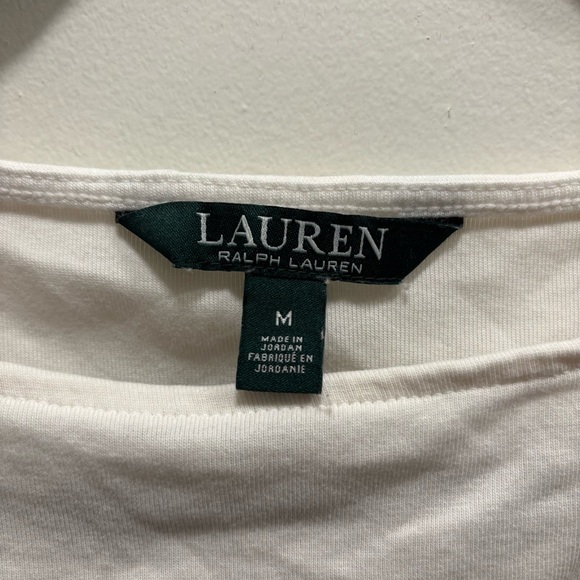 LAUREN
RALPH LAUREN
M
MADE IN
JORDAN
FABRIQUÉ EN
JORDANIE